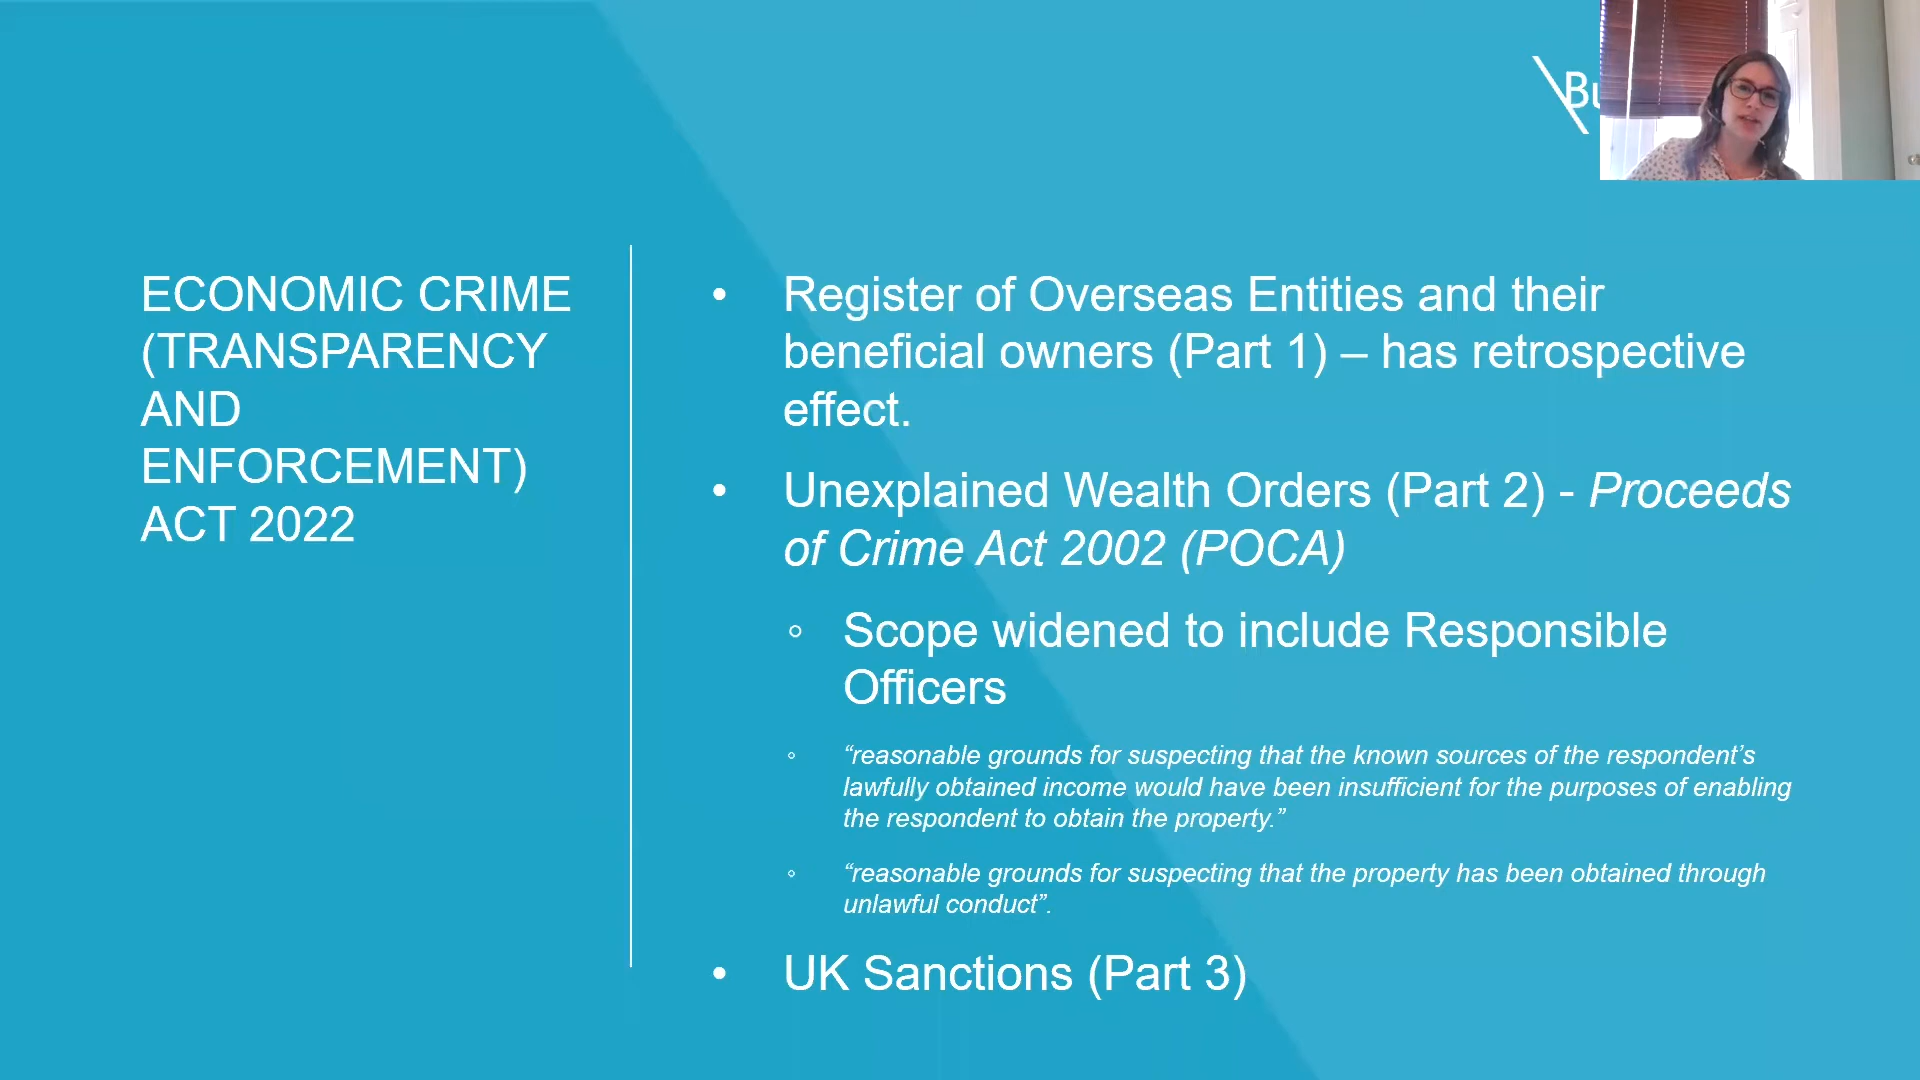 ECONOMIC CRIME
(TRANSPARENCY
AND
ENFORCEMENT)
ACT 2022
• Register of Overseas Entities and their
beneficial owners (Part 1) – has retrospective
effect.
• Unexplained Wealth Orders (Part 2) - Proceeds
of Crime Act 2002 (POCA)
◦ Scope widened to include Responsible
Officers
◦ “reasonable grounds for suspecting that the known sources of the respondent’s
lawfully obtained income would have been insufficient for the purposes of enabling
the respondent to obtain the property.”
◦ “reasonable grounds for suspecting that the property has been obtained through
unlawful conduct”.
• UK Sanctions (Part 3)